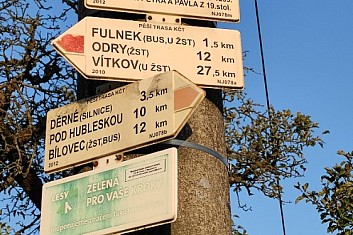 PETRA A PAVLA Z 19.stol.
NJ078m
PĚŠÍ TRASA KČT
FULNEK (BUS,U ŽST) 1,5 km
ODRY(ŽST) 12 km
VÍTKOV(U ŽST) 27,5 km
2010
NJ078a
PĚŠÍ TRASA KČT
DĚRNÉ(SILNICE) 3,5 km
POD HUBLESKOU 10 km
BÍLOVEC(ŽST,BUS) 12 km
2012
NJ078b
LESY
ZELENÁ
PRO VAŠE KROKY